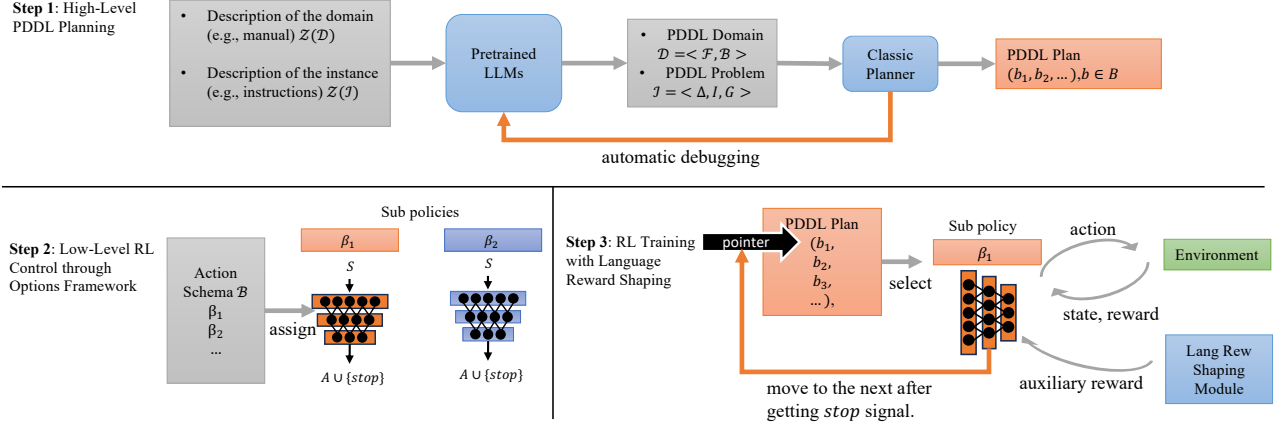 Step 1: High-Level
PDDL Planning
• Description of the domain
(e.g., manual) 𝒵(𝒟)
• Description of the instance
(e.g., instructions) 𝒵(ℐ)
Pretrained
LLMs
• PDDL Domain
𝒟 =< ℱ, ℬ >
• PDDL Problem
ℐ =< Δ, I, G >
Classic
Planner
PDDL Plan
(b₁, b₂, … ),b ∈ B
automatic debugging
Step 2: Low-Level RL
Control through
Options Framework
Action
Schema ℬ
β₁
β₂
...
assign
Sub policies
β₁
S
A ∪ {stop}
β₂
S
A ∪ {stop}
Step 3: RL Training
with Language
Reward Shaping
pointer
PDDL Plan
(b₁,
b₂,
b₃,
… ),
select
Sub policy
β₁
action
Environment
state, reward
auxiliary reward
Lang Rew
Shaping
Module
move to the next after
getting stop signal.